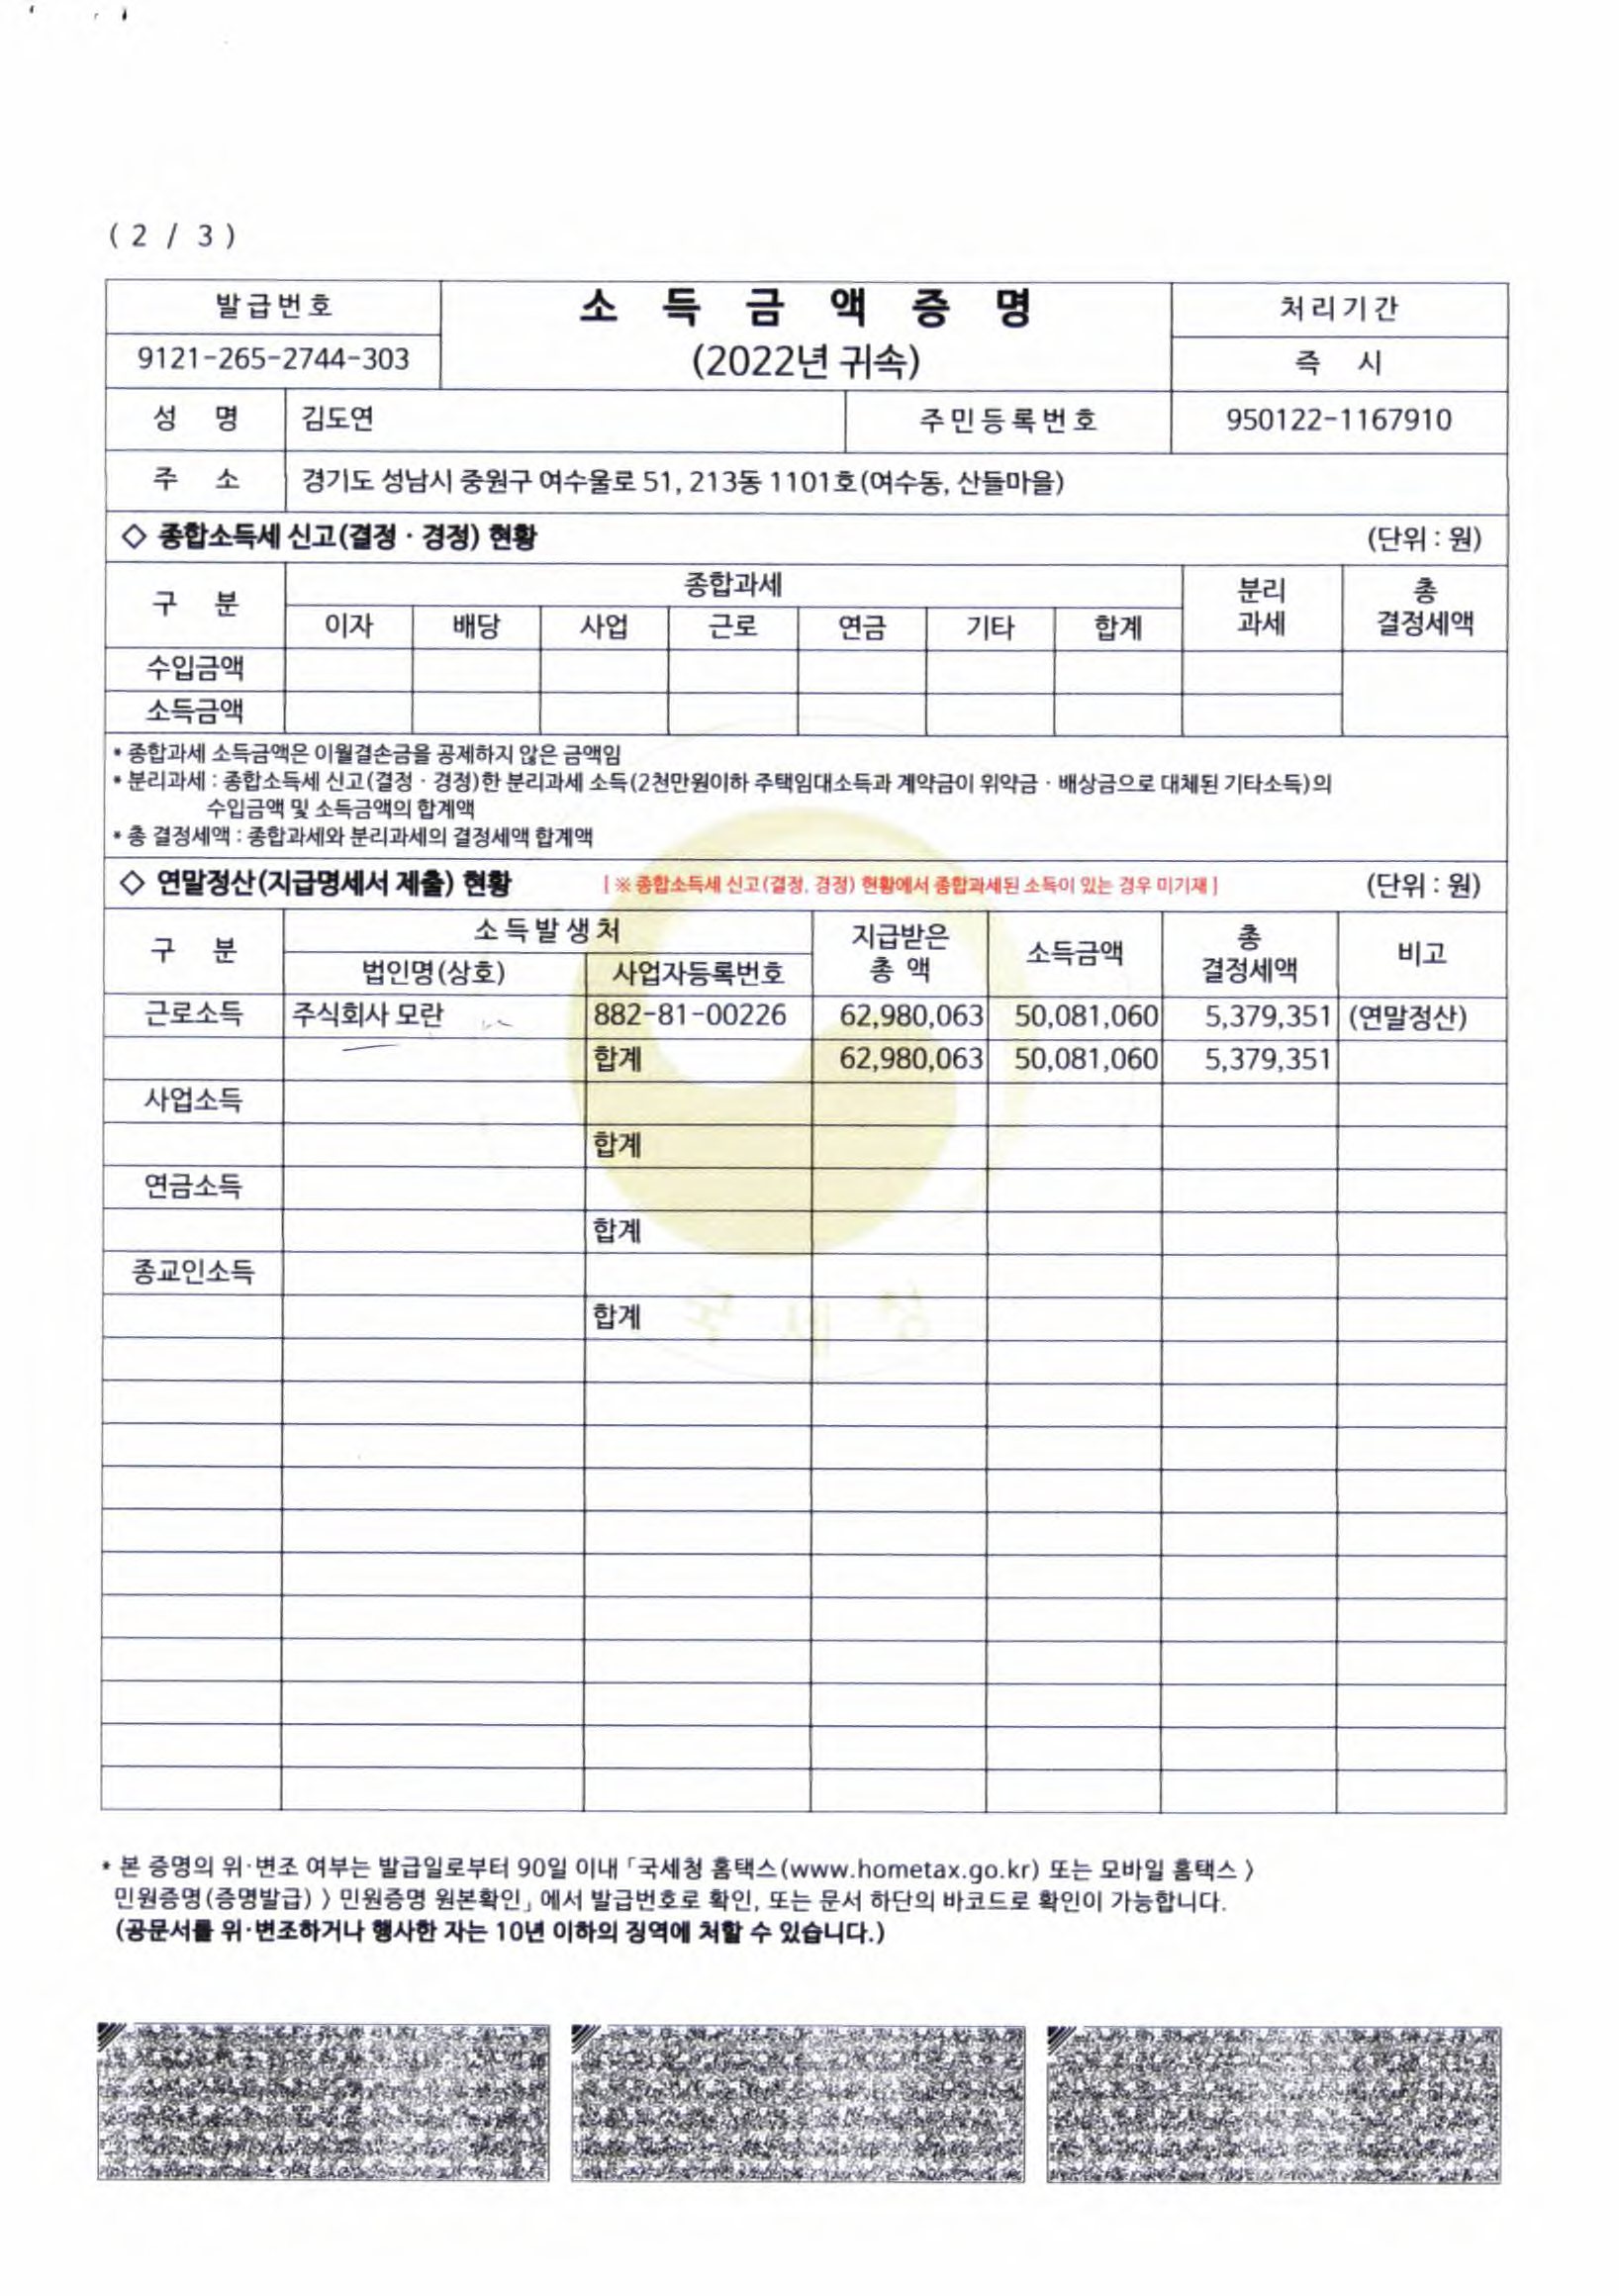 ( 2 / 3 )
발급번호
소 득 금 액 증 명
처리기간
9121-265-2744-303
(2022년 귀속)
즉 시
성 명 김도연 주민등록번호 950122-1167910
주 소 경기도 성남시 중원구 여수울로 51, 213동 1101호(여수동, 산들마을)
◇ 종합소득세 신고(결정 · 경정) 현황 (단위 : 원)
구 분 종합과세 분리 과세 총 결정세액
이자 배당 사업 근로 연금 기타 합계
수입금액
소득금액
* 종합과세 소득금액은 이월결손금을 공제하지 않은 금액임
* 분리과세 : 종합소득세 신고(결정 · 경정)한 분리과세 소득(2천만원이하 주택임대소득과 계약금이 위약금 · 배상금으로 대체된 기타소득)의
수입금액 및 소득금액의 합계액
* 총 결정세액 : 종합과세와 분리과세의 결정세액 합계액
◇ 연말정산(지급명세서 제출) 현황 [ ※ 종합소득세 신고(결정, 경정) 현황에서 종합과세된 소득이 있는 경우 미기재 ] (단위 : 원)
구 분 소득발생처 지급받은 총 액 소득금액 총 결정세액 비고
법인명(상호) 사업자등록번호
근로소득 주식회사 모란 882-81-00226 62,980,063 50,081,060 5,379,351 (연말정산)
합계 62,980,063 50,081,060 5,379,351
사업소득
합계
연금소득
합계
종교인소득
합계
국 세 청
* 본 증명의 위·변조 여부는 발급일로부터 90일 이내 「국세청 홈택스(www.hometax.go.kr) 또는 모바일 홈택스 〉
민원증명(증명발급) 〉 민원증명 원본확인」 에서 발급번호로 확인, 또는 문서 하단의 바코드로 확인이 가능합니다.
(공문서를 위·변조하거나 행사한 자는 10년 이하의 징역에 처할 수 있습니다.)